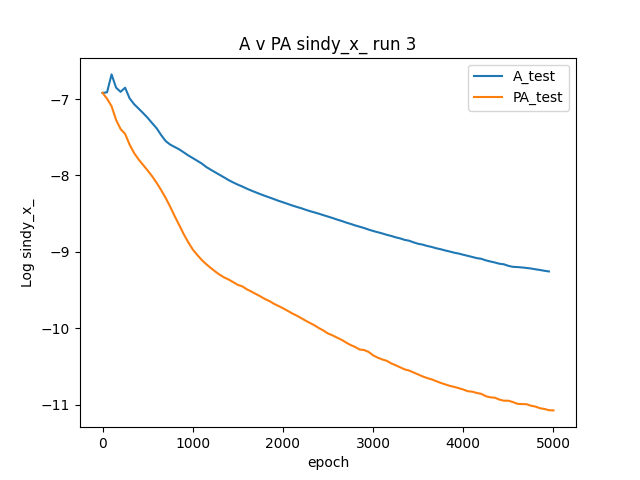 A v PA sindy_x_ run 3
A_test
PA_test
−7
−8
−9
−10
−11
Log sindy_x_
0 1000 2000 3000 4000 5000
epoch